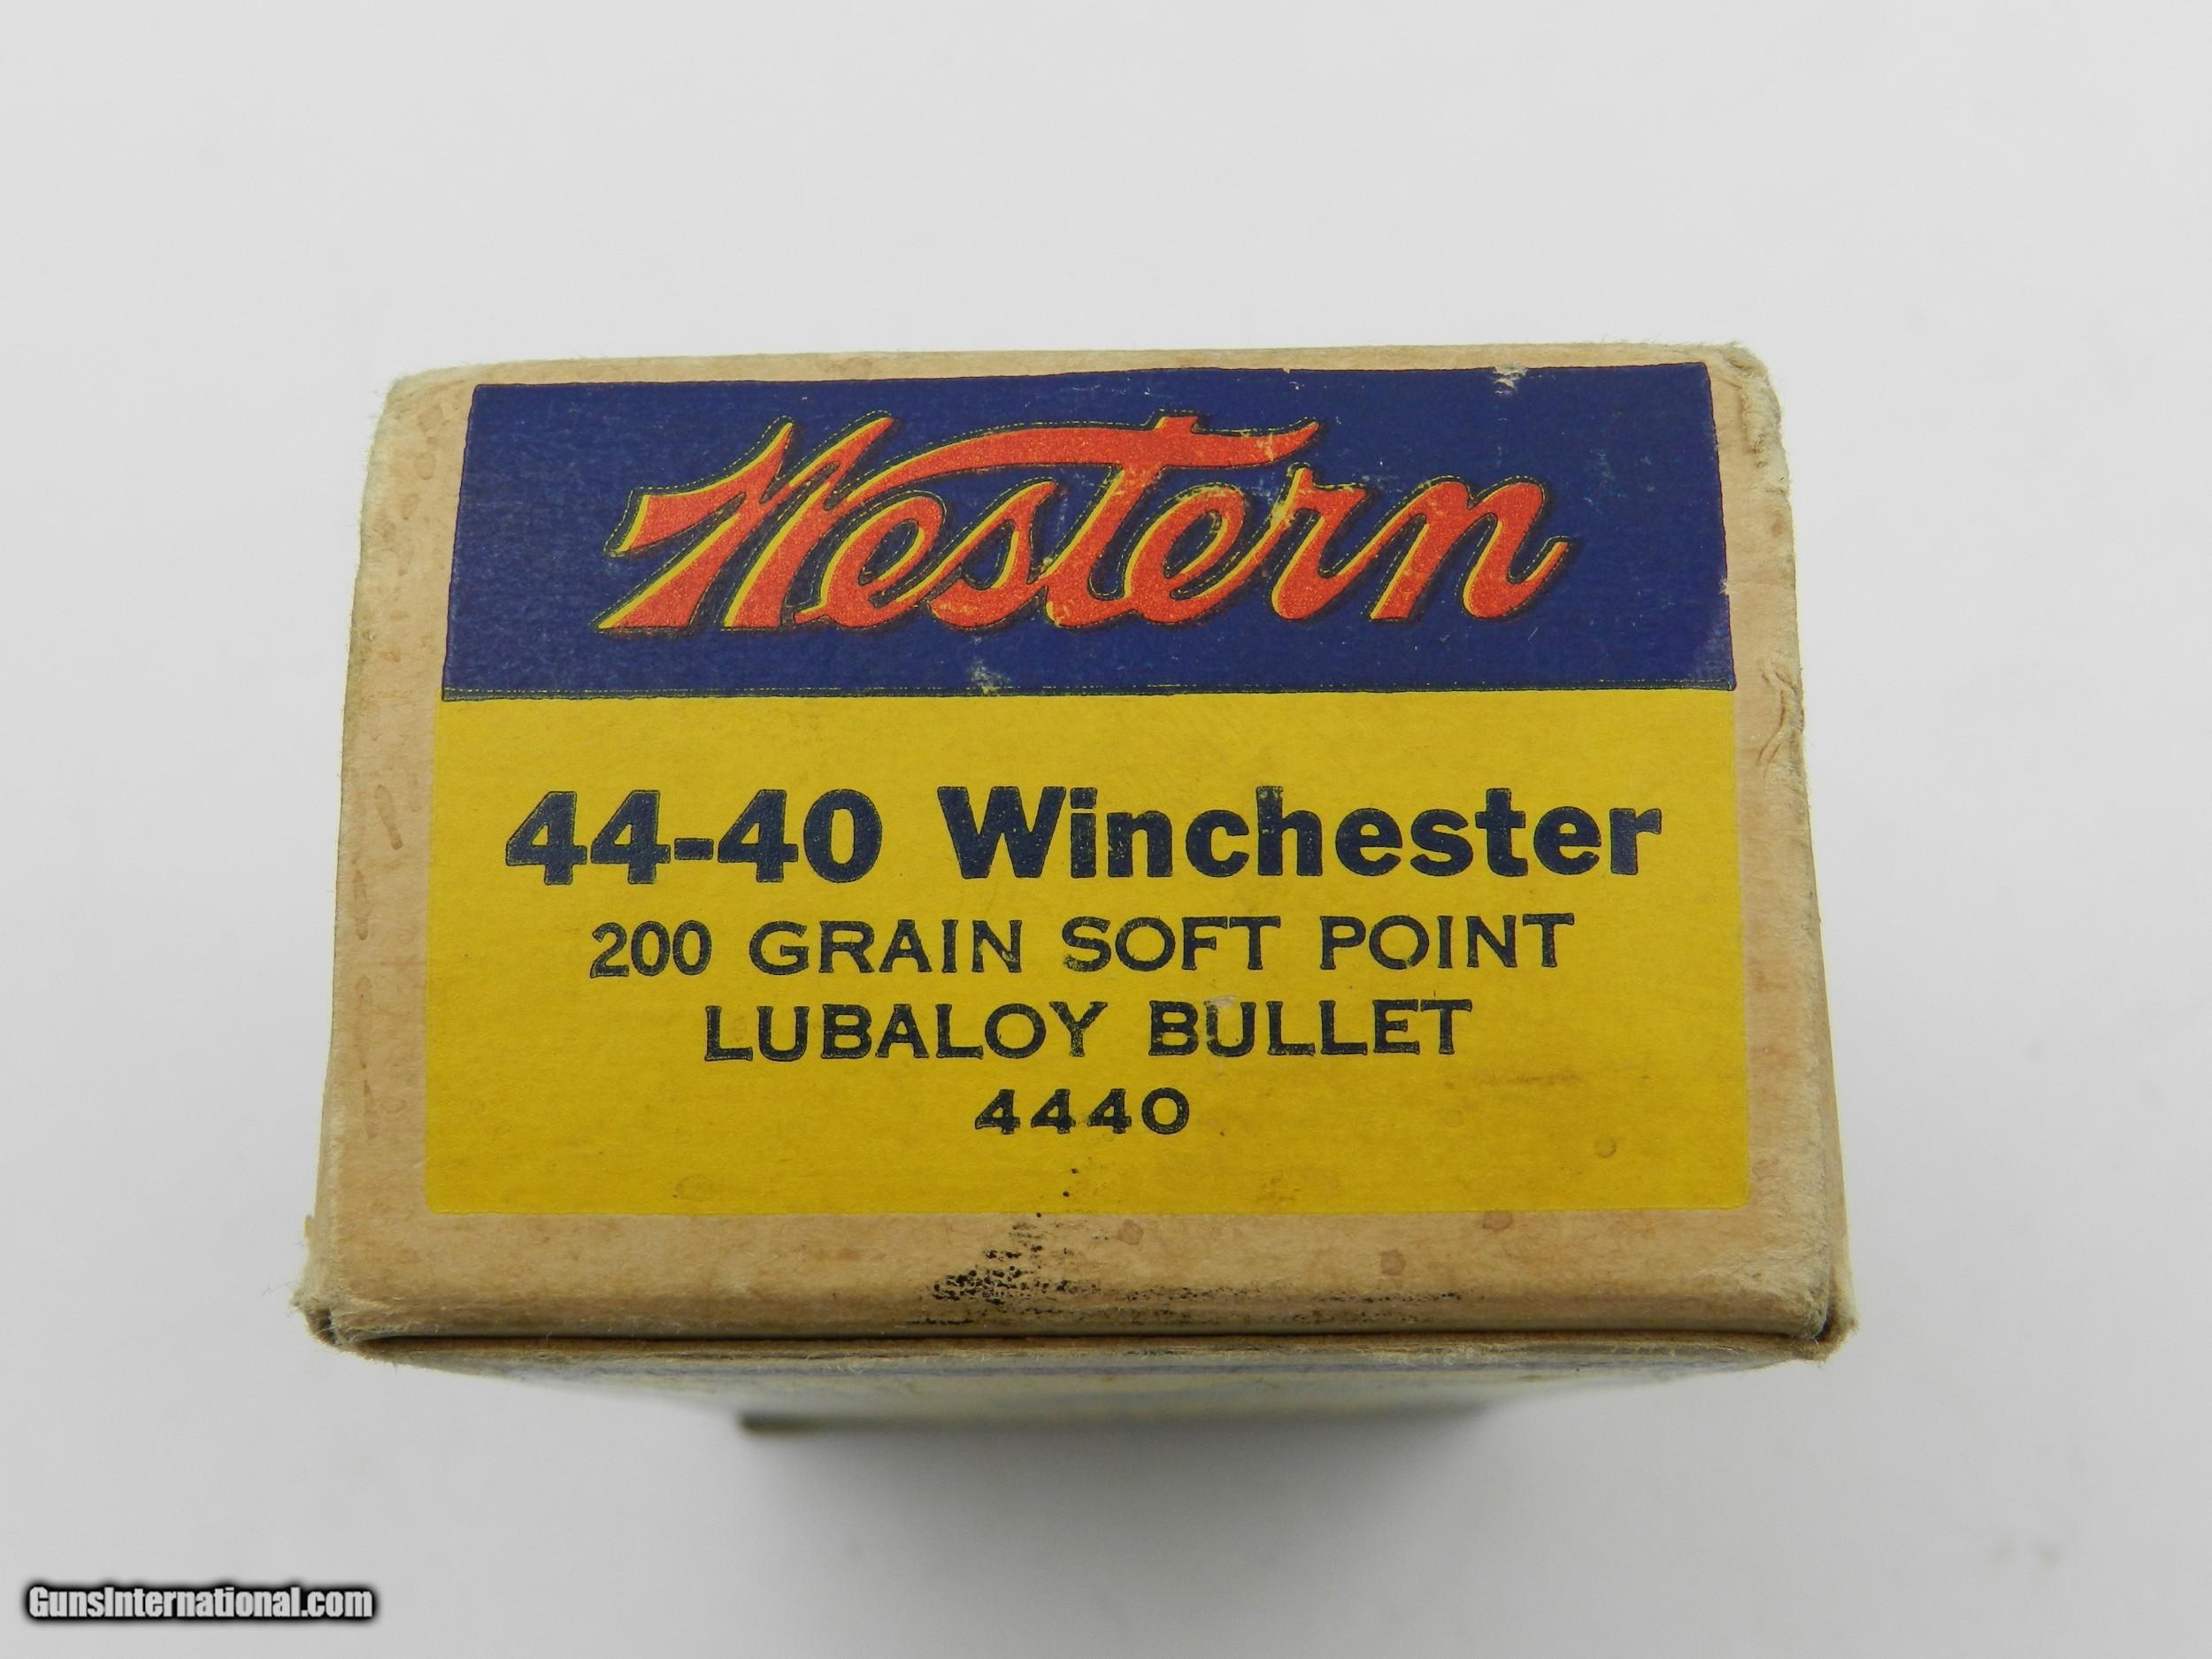 Western
44-40 Winchester
200 GRAIN SOFT POINT
LUBALOY BULLET
4440
GunsInternational.com